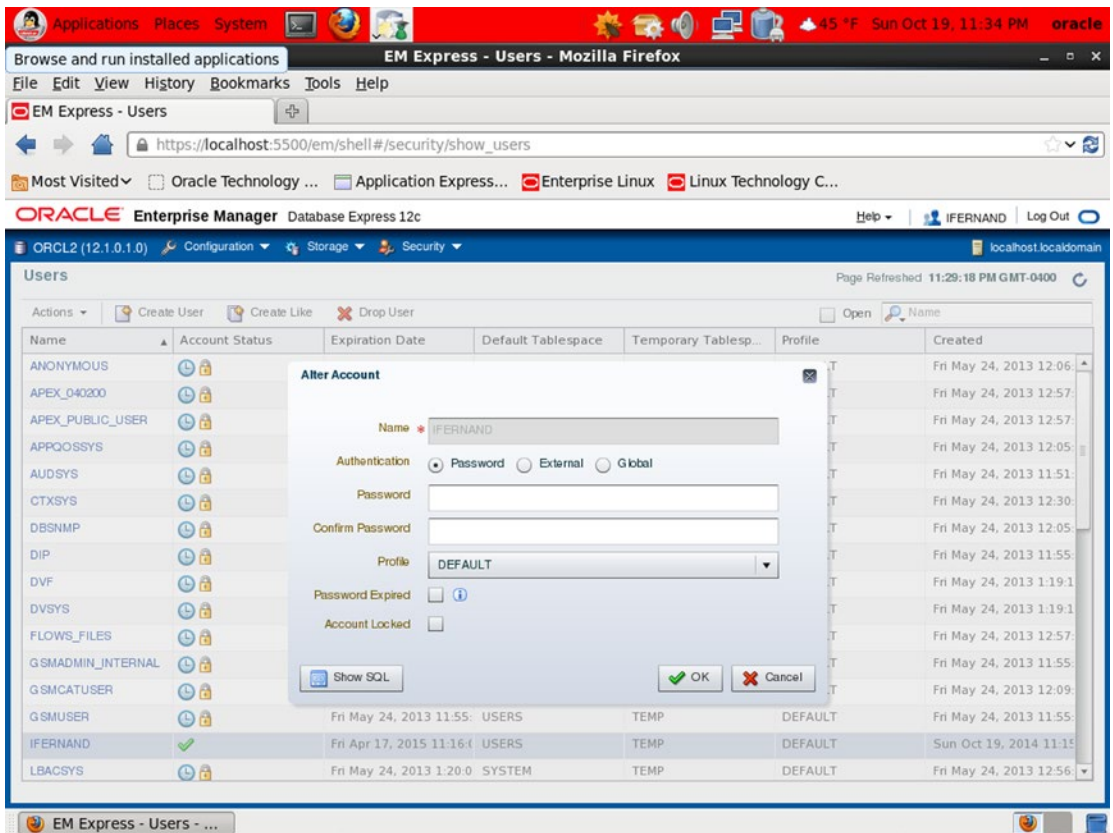 Applications Places System 45 °F Sun Oct 19, 11:34 PM oracle
Browse and run installed applications
EM Express - Users - Mozilla Firefox
File Edit View History Bookmarks Tools Help
EM Express - Users
https://localhost:5500/em/shell#/security/show_users
Most Visited Oracle Technology ... Application Express... Enterprise Linux Linux Technology C...
ORACLE Enterprise Manager Database Express 12c Help IFERNAND Log Out
ORCL2 (12.1.0.1.0) Configuration Storage Security localhost.localdomain
Users Page Refreshed 11:29:18 PM GMT-0400
Actions Create User Create Like Drop User Open Name
Name Account Status Expiration Date Default Tablespace Temporary Tablesp... Profile Created
ANONYMOUS T Fri May 24, 2013 12:06:
APEX_040200 T Fri May 24, 2013 12:57:
APEX_PUBLIC_USER T Fri May 24, 2013 12:57:
APPQOSSYS T Fri May 24, 2013 12:05:
AUDSYS T Fri May 24, 2013 11:51:
CTXSYS T Fri May 24, 2013 12:30:
DBSNMP T Fri May 24, 2013 12:05:
DIP T Fri May 24, 2013 11:55:
DVF T Fri May 24, 2013 1:19:1
DVSYS T Fri May 24, 2013 1:19:1
FLOWS_FILES T Fri May 24, 2013 12:57:
GSMADMIN_INTERNAL T Fri May 24, 2013 11:55:
GSMCATUSER T Fri May 24, 2013 12:09:
GSMUSER Fri May 24, 2013 11:55: USERS TEMP DEFAULT Fri May 24, 2013 11:55:
IFERNAND Fri Apr 17, 2015 11:16:( USERS TEMP DEFAULT Sun Oct 19, 2014 11:15
LBACSYS Fri May 24, 2013 1:20:0 SYSTEM TEMP DEFAULT Fri May 24, 2013 12:56:
Alter Account
Name * IFERNAND
Authentication Password External Global
Password
Confirm Password
Profile DEFAULT
Password Expired
Account Locked
Show SQL OK Cancel
EM Express - Users - ...